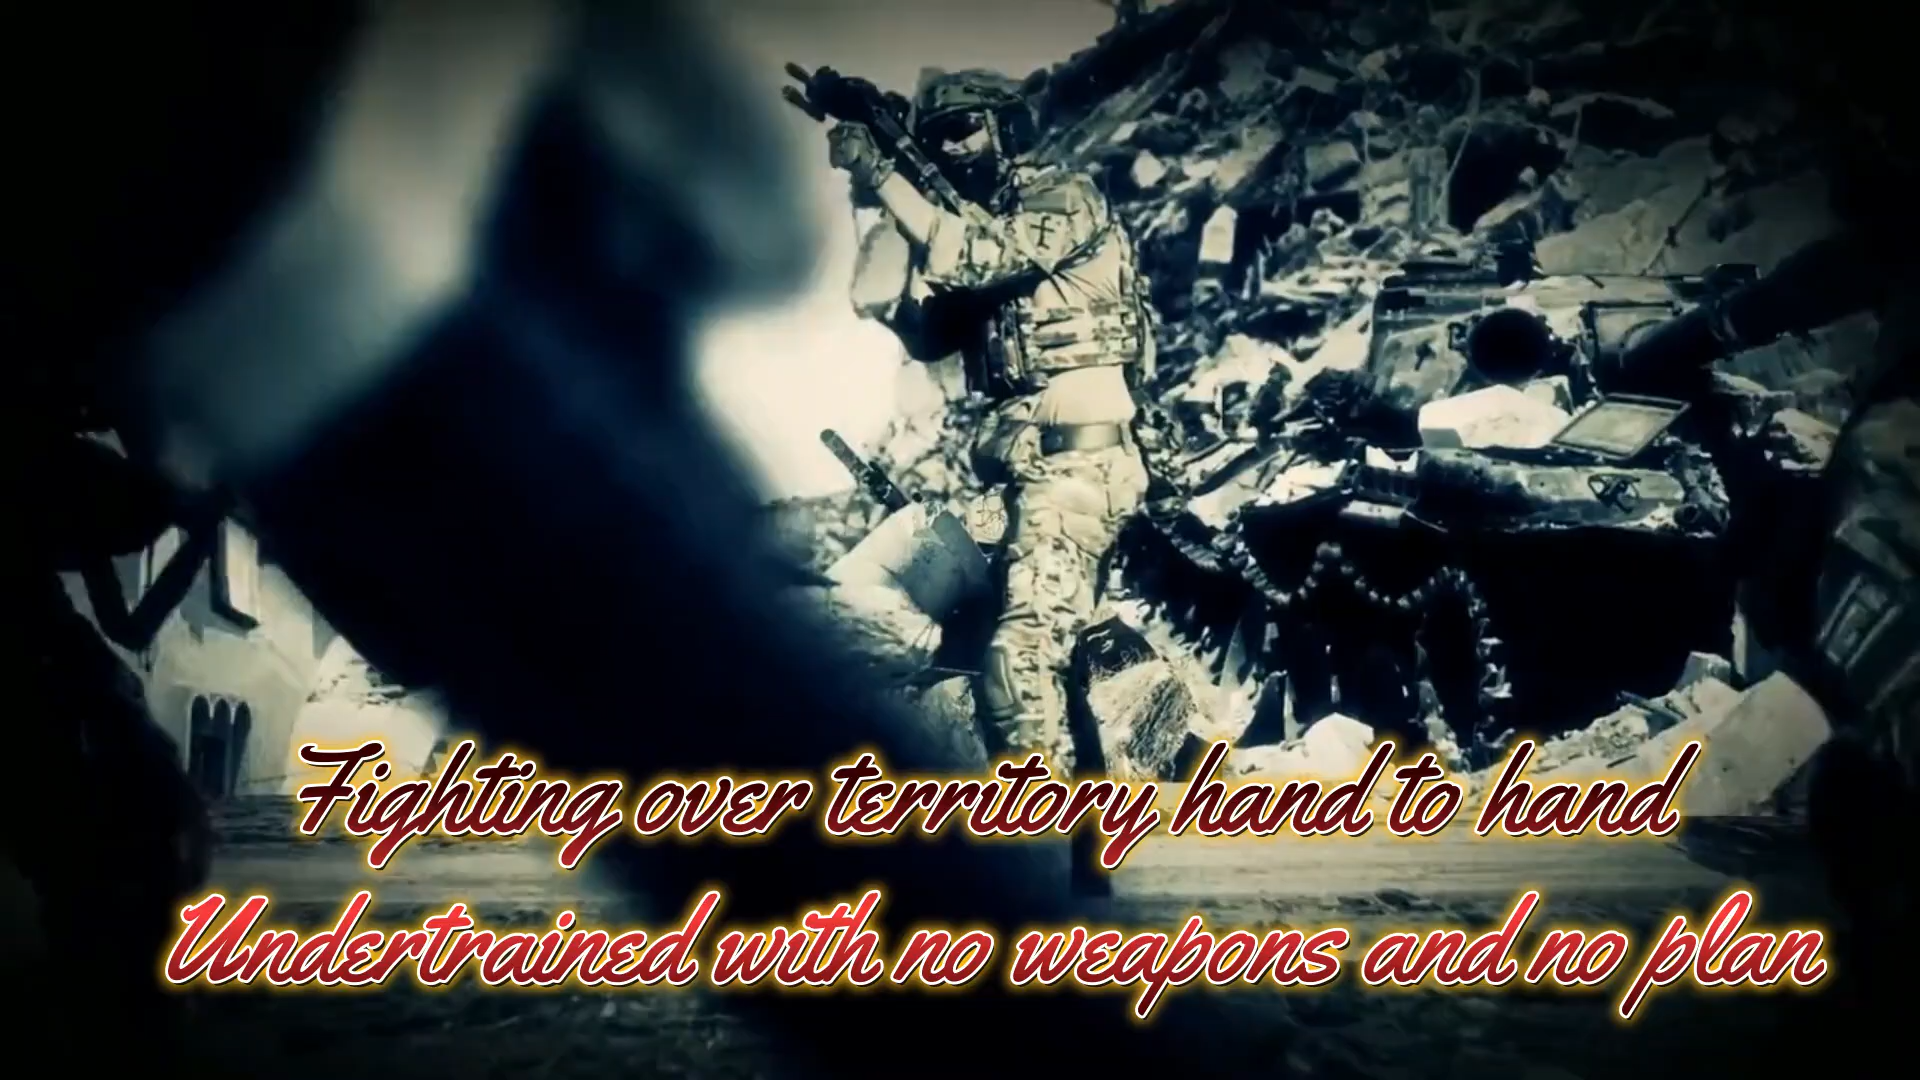 Fighting over territory hand to hand
Undertrained with no weapons and no plan